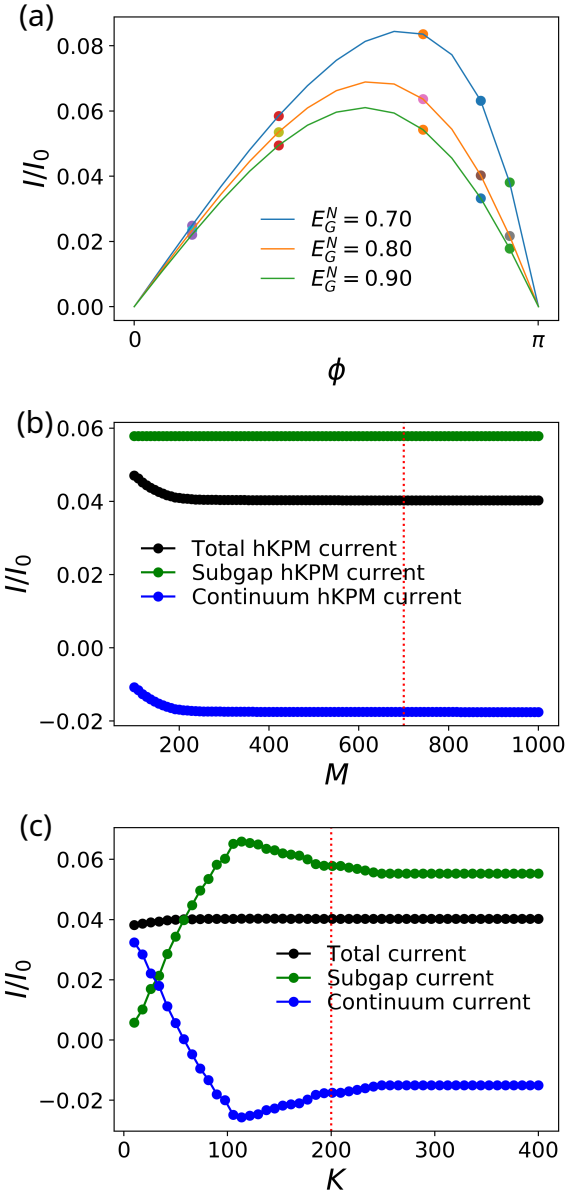 (a)
0.08
0.06
0.04
0.02
0.00
I/I₀
E_G^N = 0.70
E_G^N = 0.80
E_G^N = 0.90
0 π
ϕ
(b)
0.06
0.04
0.02
0.00
−0.02
I/I₀
Total hKPM current
Subgap hKPM current
Continuum hKPM current
200 400 600 800 1000
M
(c)
0.06
0.04
0.02
0.00
−0.02
I/I₀
Total current
Subgap current
Continuum current
0 100 200 300 400
K